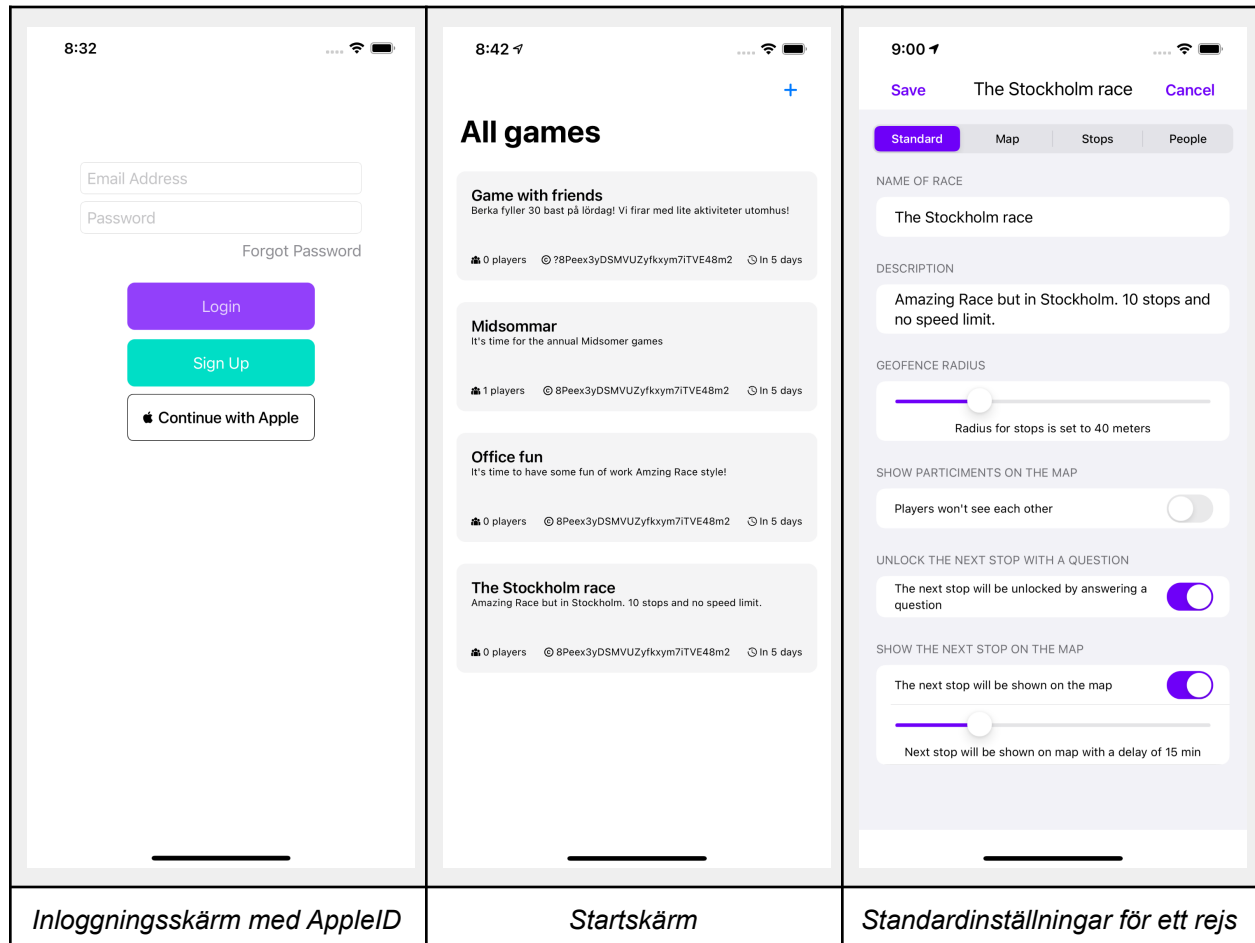 8:32
Email Address
Password
Forgot Password
Login
Sign Up
Continue with Apple
Inloggningsskärm med AppleID
8:42
+
All games
Game with friends
Berka fyller 30 bast på lördag! Vi firar med lite aktiviteter utomhus!
0 players © ?8Peex3yDSMVUZyfkxym7iTVE48m2 In 5 days
Midsommar
It's time for the annual Midsomer games
1 players © 8Peex3yDSMVUZyfkxym7iTVE48m2 In 5 days
Office fun
It's time to have some fun of work Amzing Race style!
0 players © 8Peex3yDSMVUZyfkxym7iTVE48m2 In 5 days
The Stockholm race
Amazing Race but in Stockholm. 10 stops and no speed limit.
0 players © 8Peex3yDSMVUZyfkxym7iTVE48m2 In 5 days
Startskärm
9:00
Save The Stockholm race Cancel
Standard Map Stops People
NAME OF RACE
The Stockholm race
DESCRIPTION
Amazing Race but in Stockholm. 10 stops and
no speed limit.
GEOFENCE RADIUS
Radius for stops is set to 40 meters
SHOW PARTICIMENTS ON THE MAP
Players won't see each other
UNLOCK THE NEXT STOP WITH A QUESTION
The next stop will be unlocked by answering a
question
SHOW THE NEXT STOP ON THE MAP
The next stop will be shown on the map
Next stop will be shown on map with a delay of 15 min
Standardinställningar för ett rejs